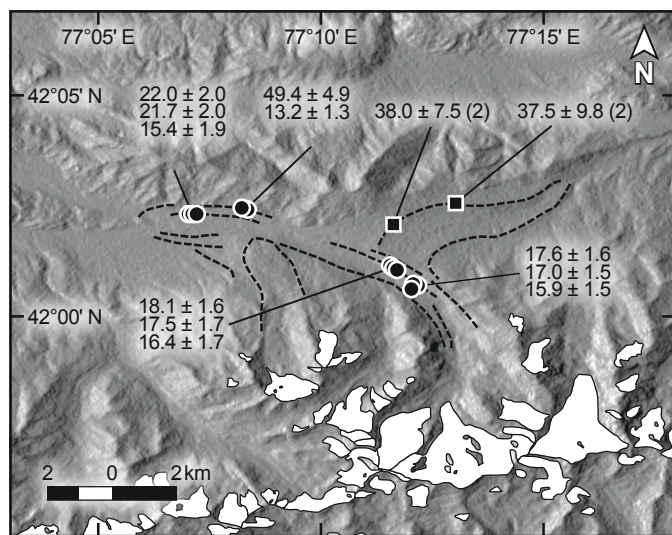 77°05' E
77°10' E
77°15' E
N
42°05' N
22.0 ± 2.0
21.7 ± 2.0
15.4 ± 1.9
49.4 ± 4.9
13.2 ± 1.3
38.0 ± 7.5 (2)
37.5 ± 9.8 (2)
17.6 ± 1.6
17.0 ± 1.5
15.9 ± 1.5
18.1 ± 1.6
17.5 ± 1.7
16.4 ± 1.7
42°00' N
2 0 2 km